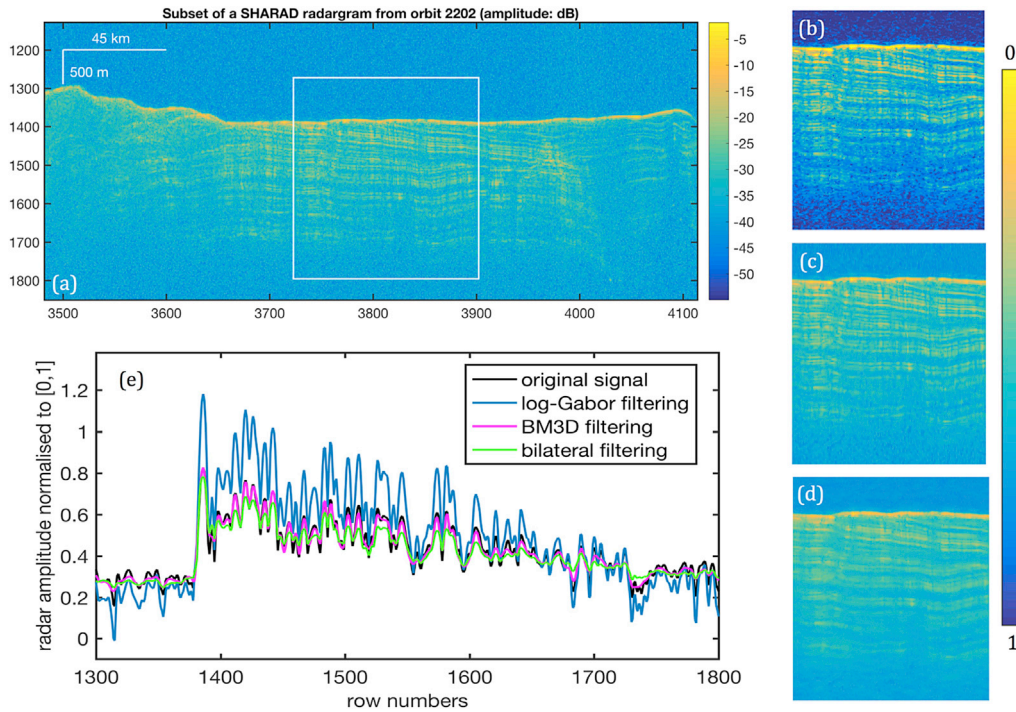 Subset of a SHARAD radargram from orbit 2202 (amplitude: dB)
45 km
500 m
1200
1300
1400
1500
1600
1700
1800
(a)
3500
3600
3700
3800
3900
4000
4100
-5
-10
-15
-20
-25
-30
-35
-40
-45
-50
(b)
(c)
(d)
0
1
(e)
original signal
log-Gabor filtering
BM3D filtering
bilateral filtering
radar amplitude normalised to [0,1]
1.2
1
0.8
0.6
0.4
0.2
0
1300
1400
1500
1600
1700
1800
row numbers